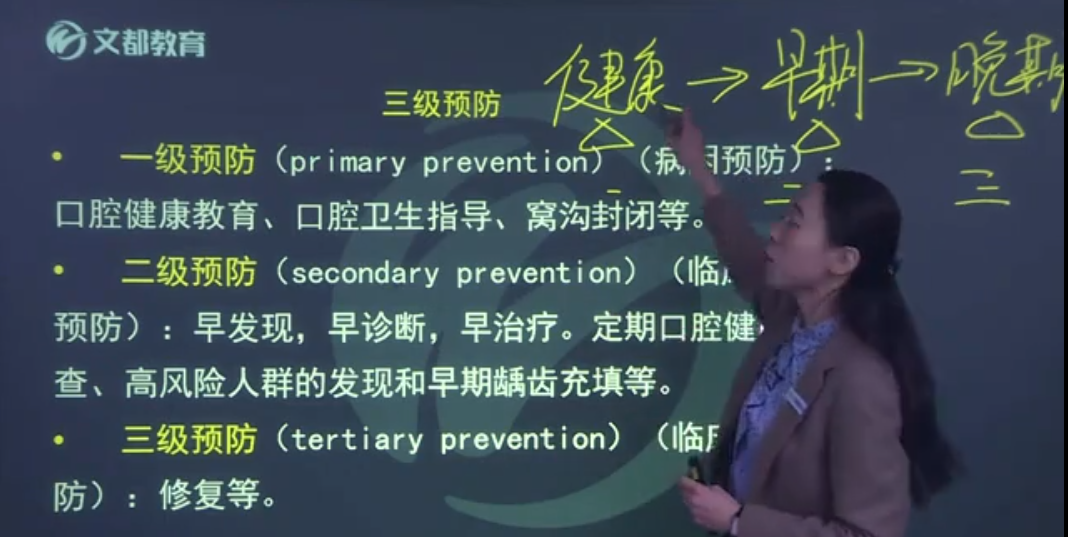 文都教育
健康→早期→晚期
三级预防
• 一级预防（primary prevention）（病因预防）：
一 二 三
口腔健康教育、口腔卫生指导、窝沟封闭等。
• 二级预防（secondary prevention）（临
预防）：早发现，早诊断，早治疗。定期口腔健
查、高风险人群的发现和早期龋齿充填等。
• 三级预防（tertiary prevention）（临
防）：修复等。